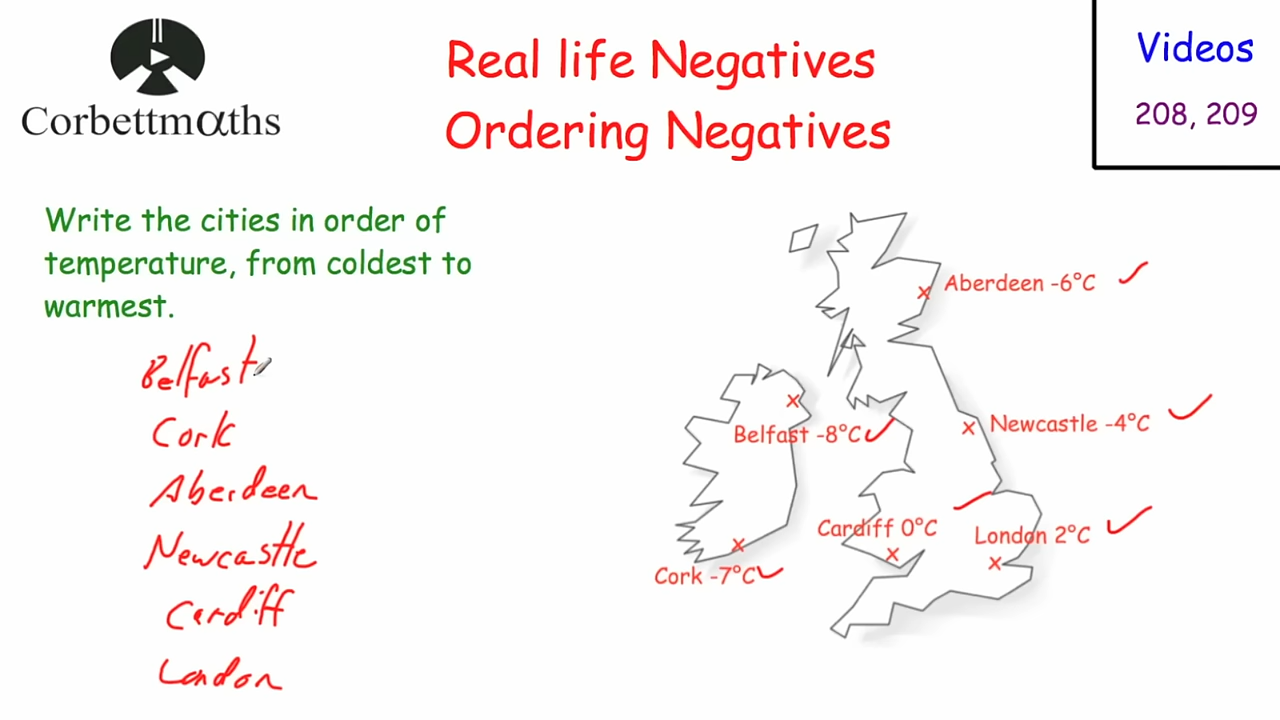 Corbettmαths
Real life Negatives
Ordering Negatives
Videos
208, 209
Write the cities in order of
temperature, from coldest to
warmest.
Belfast
Cork
Aberdeen
Newcastle
Cardiff
London
Aberdeen -6°C
Newcastle -4°C
Belfast -8°C
Cardiff 0°C
London 2°C
Cork -7°C